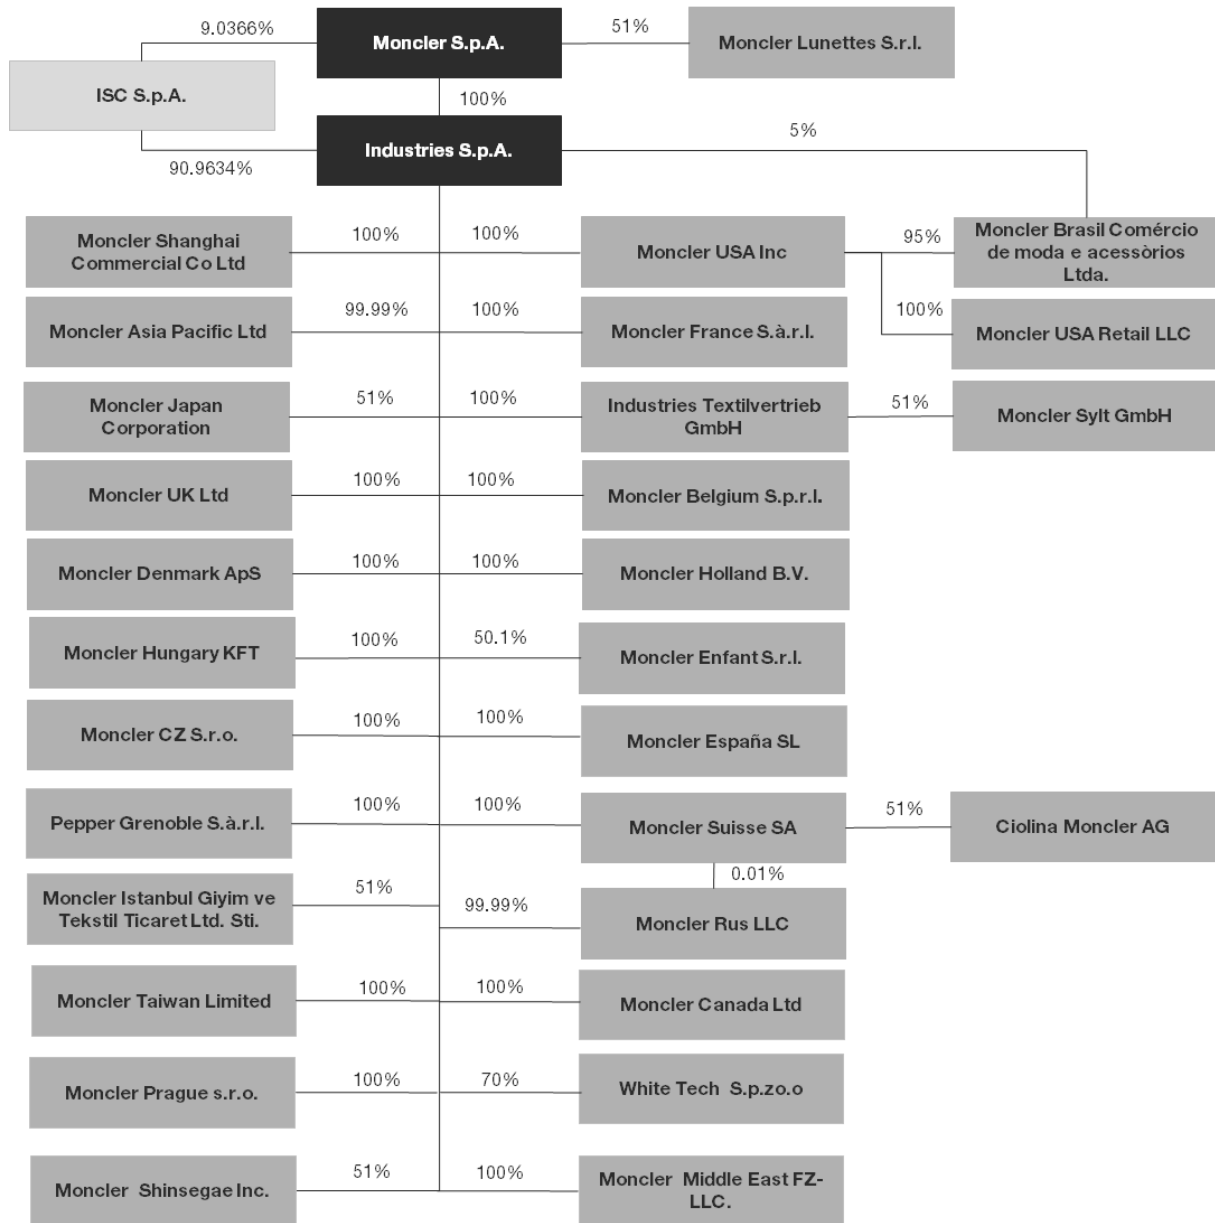 9.0366%
Moncler S.p.A.
51%
Moncler Lunettes S.r.l.
ISC S.p.A.
100%
90.9634%
Industries S.p.A.
5%
Moncler Shanghai
Commercial Co Ltd
100%
100%
Moncler USA Inc
95%
Moncler Brasil Comércio
de moda e acessòrios
Ltda.
Moncler Asia Pacific Ltd
99.99%
100%
Moncler France S.à.r.l.
100%
Moncler USA Retail LLC
Moncler Japan
Corporation
51%
100%
Industries Textilvertrieb
GmbH
51%
Moncler Sylt GmbH
Moncler UK Ltd
100%
100%
Moncler Belgium S.p.r.l.
Moncler Denmark ApS
100%
100%
Moncler Holland B.V.
Moncler Hungary KFT
100%
50.1%
Moncler Enfant S.r.l.
Moncler CZ S.r.o.
100%
100%
Moncler España SL
Pepper Grenoble S.à.r.l.
100%
100%
Moncler Suisse SA
51%
Ciolina Moncler AG
0.01%
Moncler Istanbul Giyim ve
Tekstil Ticaret Ltd. Sti.
51%
99.99%
Moncler Rus LLC
Moncler Taiwan Limited
100%
100%
Moncler Canada Ltd
Moncler Prague s.r.o.
100%
70%
White Tech S.p.zo.o
Moncler Shinsegae Inc.
51%
100%
Moncler Middle East FZ-
LLC.